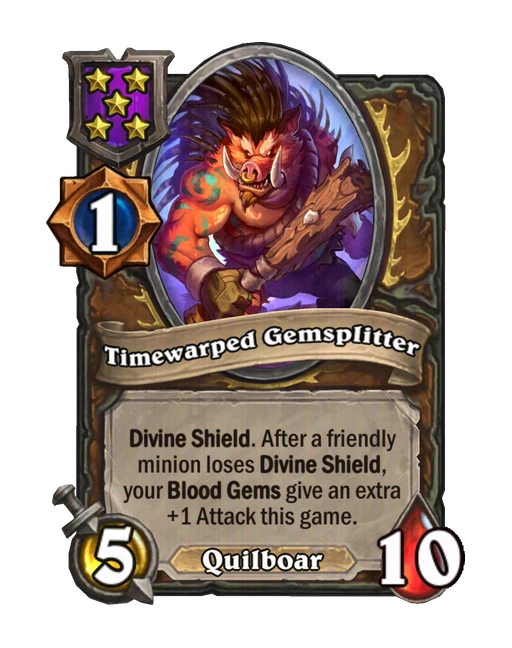 1
Timewarped Gemsplitter
Divine Shield. After a friendly
minion loses Divine Shield,
your Blood Gems give an extra
+1 Attack this game.
5
Quilboar
10